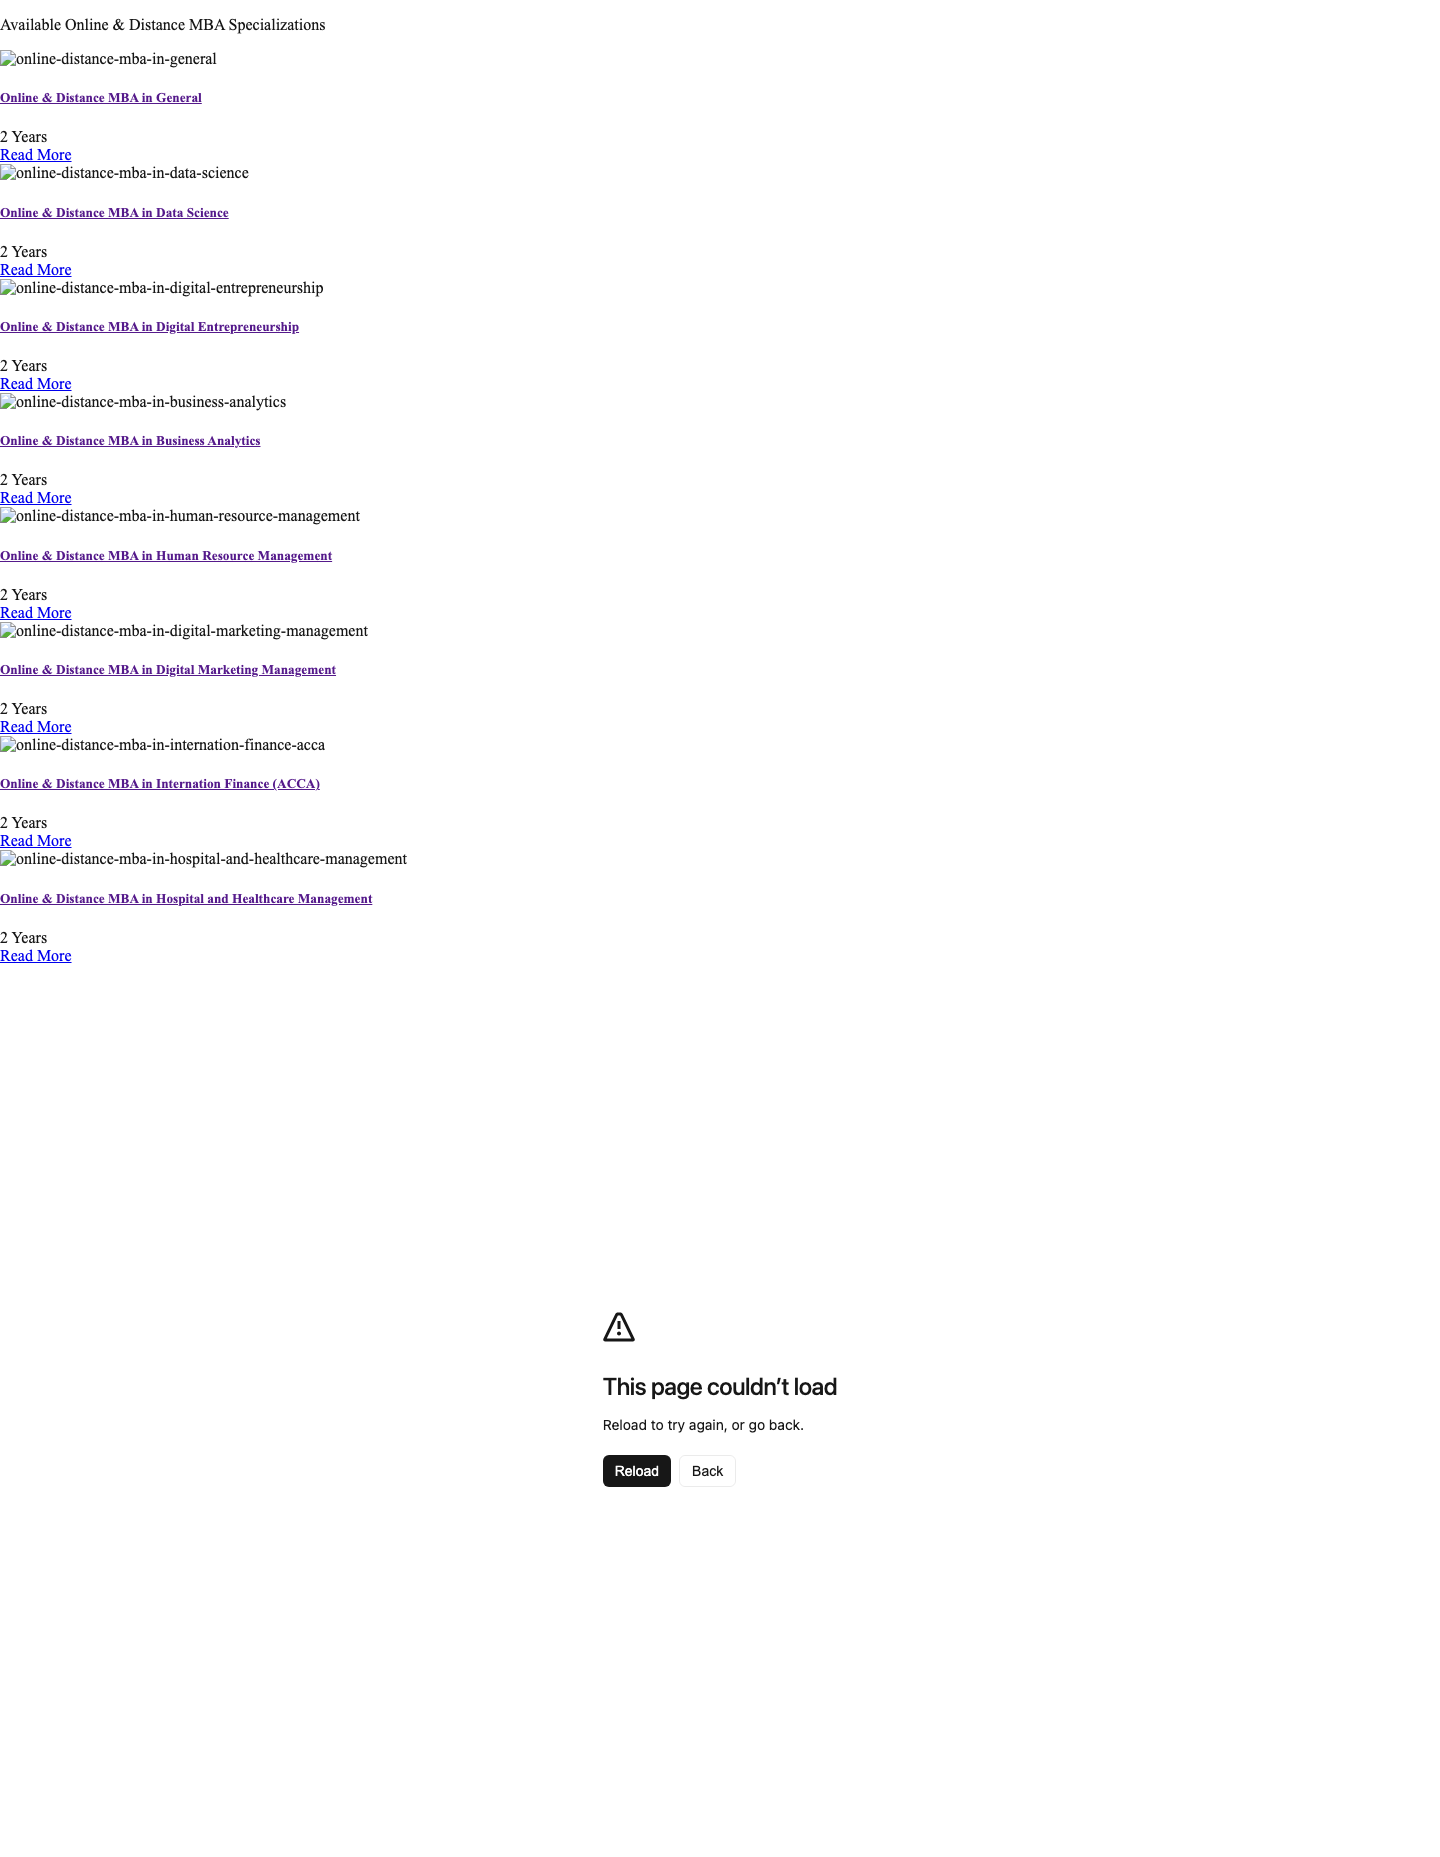 Available Online & Distance MBA Specializations
online-distance-mba-in-general
Online & Distance MBA in General
2 Years
Read More
online-distance-mba-in-data-science
Online & Distance MBA in Data Science
2 Years
Read More
online-distance-mba-in-digital-entrepreneurship
Online & Distance MBA in Digital Entrepreneurship
2 Years
Read More
online-distance-mba-in-business-analytics
Online & Distance MBA in Business Analytics
2 Years
Read More
online-distance-mba-in-human-resource-management
Online & Distance MBA in Human Resource Management
2 Years
Read More
online-distance-mba-in-digital-marketing-management
Online & Distance MBA in Digital Marketing Management
2 Years
Read More
online-distance-mba-in-internation-finance-acca
Online & Distance MBA in Internation Finance (ACCA)
2 Years
Read More
online-distance-mba-in-hospital-and-healthcare-management
Online & Distance MBA in Hospital and Healthcare Management
2 Years
Read More
This page couldn’t load
Reload to try again, or go back.
Reload Back